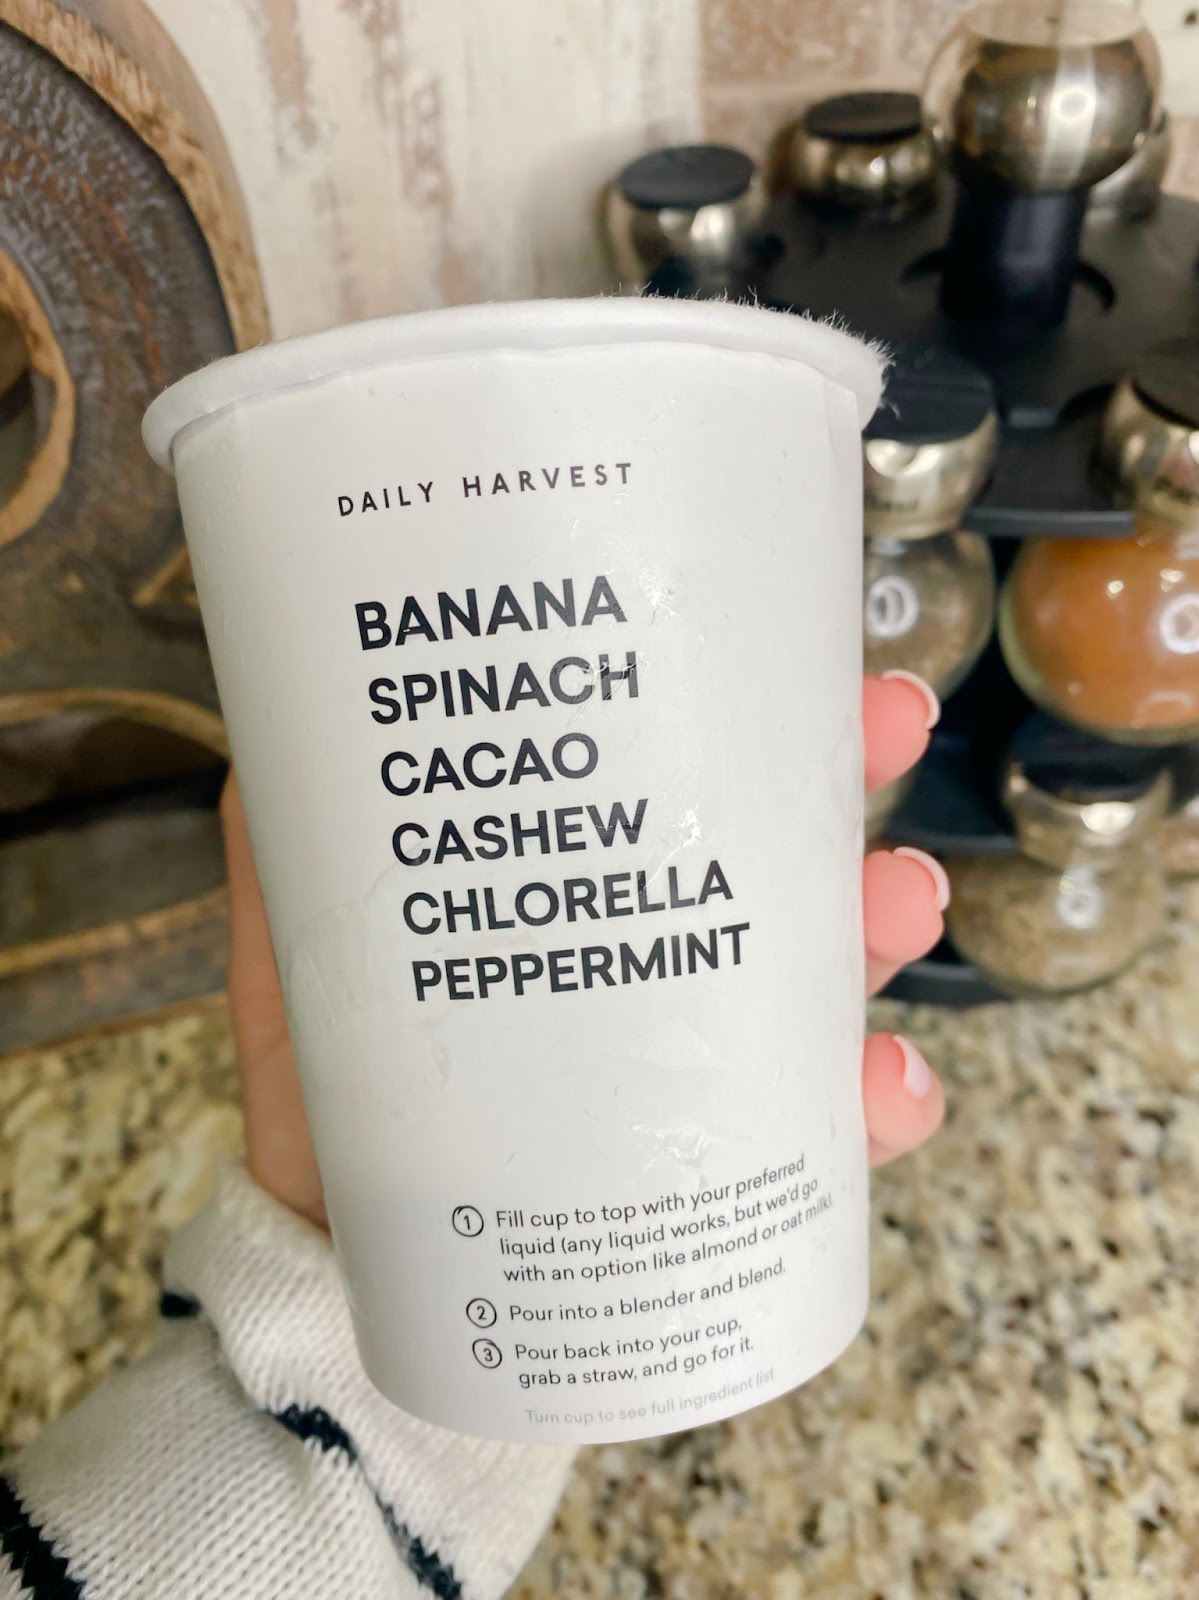 DAILY HARVEST
BANANA
SPINACH
CACAO
CASHEW
CHLORELLA
PEPPERMINT
1 Fill cup to top with your preferred
liquid (any liquid works, but we'd go
with an option like almond or oat milk).
2 Pour into a blender and blend.
3 Pour back into your cup,
grab a straw, and go for it.
Turn cup to see full ingredient list